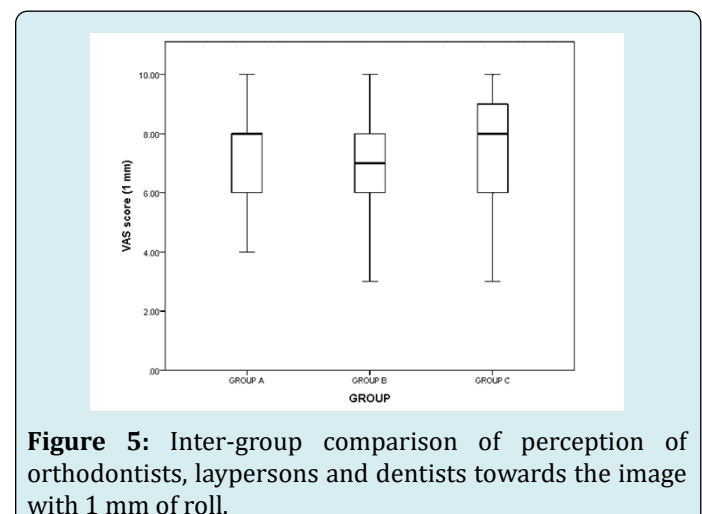 10.00
8.00
6.00
4.00
2.00
.00
VAS score (1 mm)
GROUP A
GROUP B
GROUP C
GROUP
Figure 5: Inter-group comparison of perception of
orthodontists, laypersons and dentists towards the image
with 1 mm of roll.